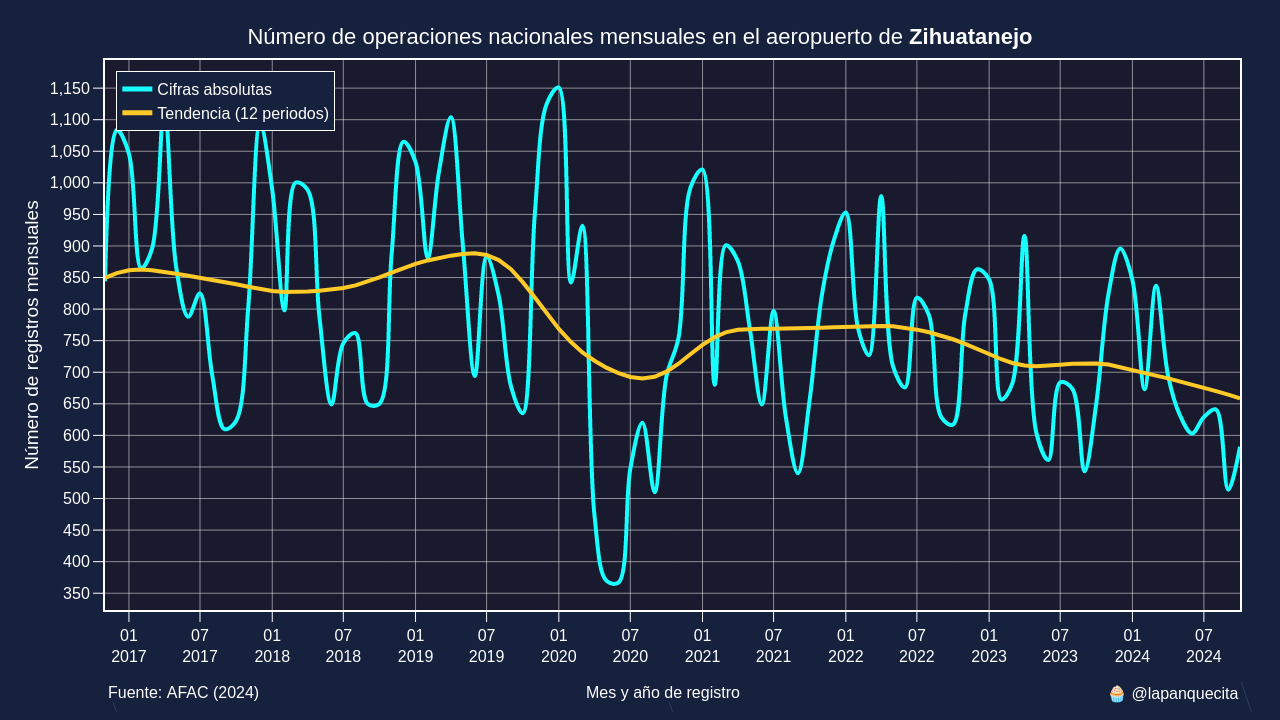 Número de operaciones nacionales mensuales en el aeropuerto de Zihuatanejo
Cifras absolutas
Tendencia (12 periodos)
Número de registros mensuales
1,150
1,100
1,050
1,000
950
900
850
800
750
700
650
600
550
500
450
400
350
01 07 01 07 01 07 01 07 01 07 01 07 01 07 01 07
2017 2017 2018 2018 2019 2019 2020 2020 2021 2021 2022 2022 2023 2023 2024 2024
Fuente: AFAC (2024) Mes y año de registro 🧁 @lapanquecita